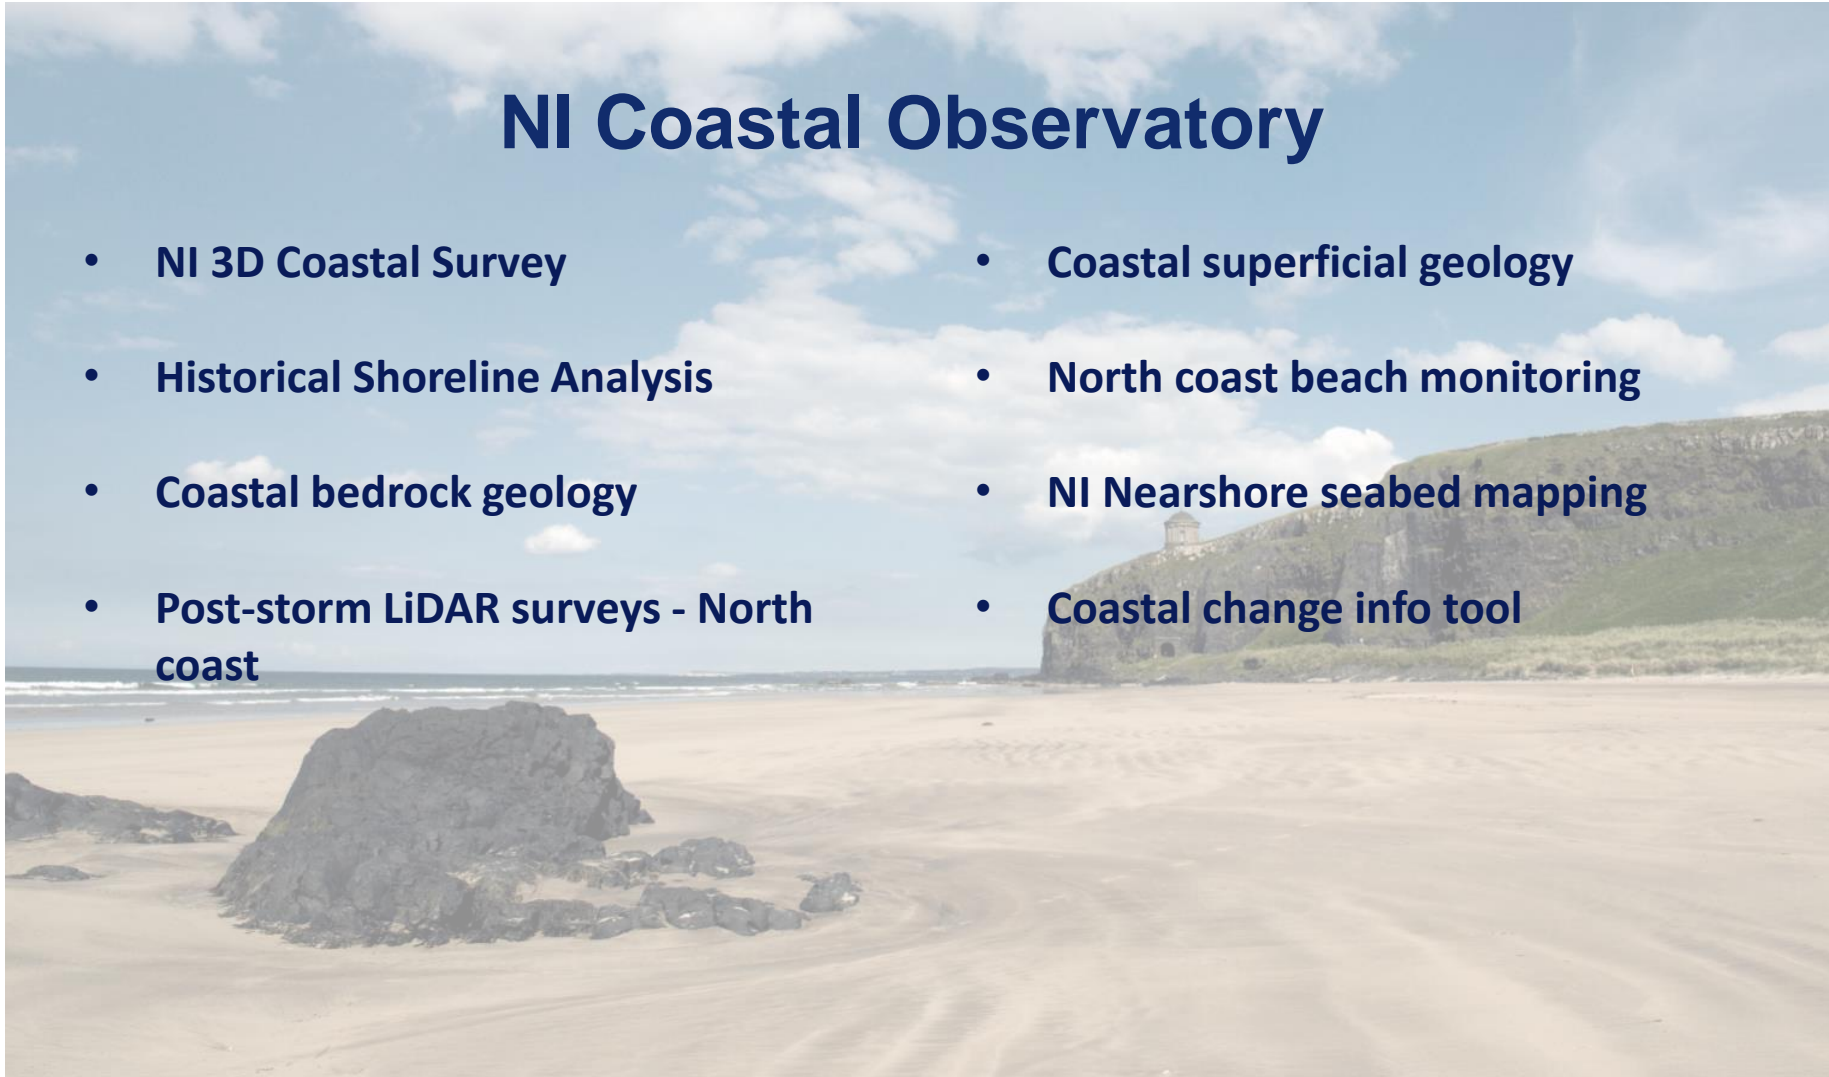 NI Coastal Observatory
• NI 3D Coastal Survey
• Historical Shoreline Analysis
• Coastal bedrock geology
• Post-storm LiDAR surveys - North
coast
• Coastal superficial geology
• North coast beach monitoring
• NI Nearshore seabed mapping
• Coastal change info tool